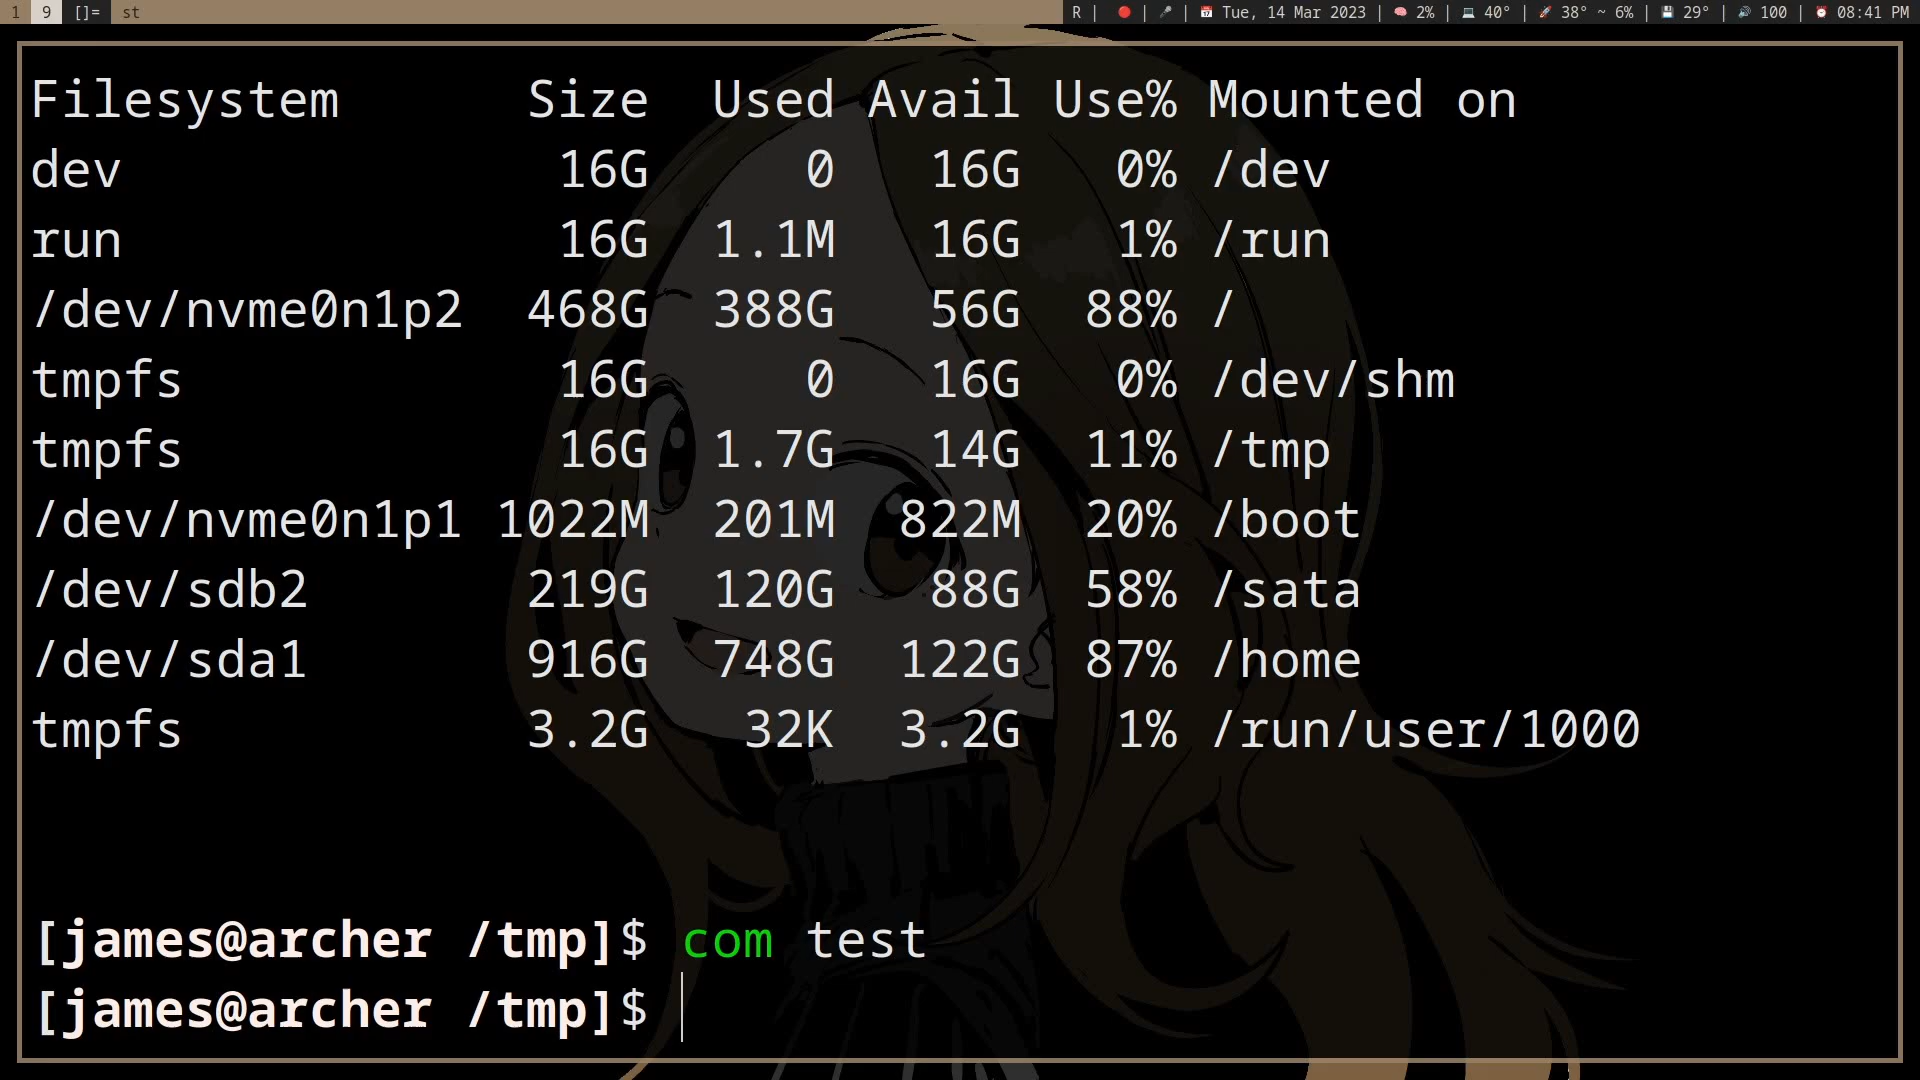 1 9 []= st R | 🔴 | 🎤 | 📅 Tue, 14 Mar 2023 | 🧠 2% | 💻 40° | 🚀 38° ~ 6% | 💾 29° | 🔊 100 | ⏰ 08:41 PM
Filesystem Size Used Avail Use% Mounted on
dev 16G 0 16G 0% /dev
run 16G 1.1M 16G 1% /run
/dev/nvme0n1p2 468G 388G 56G 88% /
tmpfs 16G 0 16G 0% /dev/shm
tmpfs 16G 1.7G 14G 11% /tmp
/dev/nvme0n1p1 1022M 201M 822M 20% /boot
/dev/sdb2 219G 120G 88G 58% /sata
/dev/sda1 916G 748G 122G 87% /home
tmpfs 3.2G 32K 3.2G 1% /run/user/1000
[james@archer /tmp]$ com test
[james@archer /tmp]$